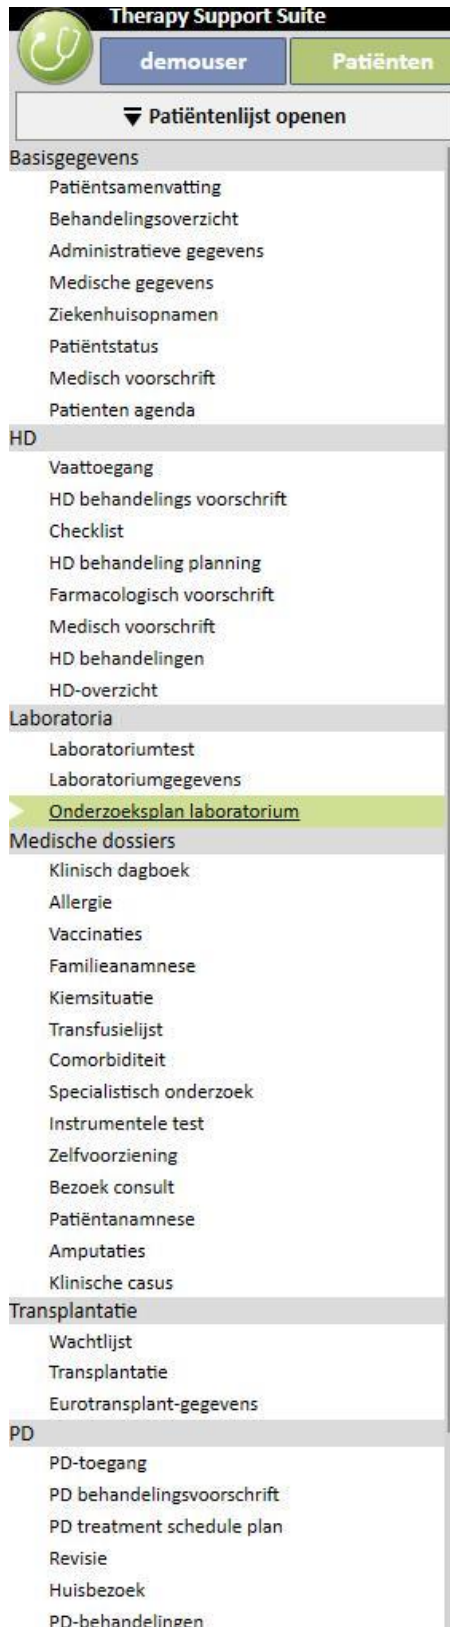 Therapy Support Suite
demouser
Patiënten
Patiëntenlijst openen
Basisgegevens
Patiëntsamenvatting
Behandelingsoverzicht
Administratieve gegevens
Medische gegevens
Ziekenhuisopnamen
Patiëntstatus
Medisch voorschrift
Patienten agenda
HD
Vaattoegang
HD behandelings voorschrift
Checklist
HD behandeling planning
Farmacologisch voorschrift
Medisch voorschrift
HD behandelingen
HD-overzicht
Laboratoria
Laboratoriumtest
Laboratoriumgegevens
Onderzoeksplan laboratorium
Medische dossiers
Klinisch dagboek
Allergie
Vaccinaties
Familieanamnese
Kiemsituatie
Transfusielijst
Comorbiditeit
Specialistisch onderzoek
Instrumentele test
Zelfvoorziening
Bezoek consult
Patiëntanamnese
Amputaties
Klinische casus
Transplantatie
Wachtlijst
Transplantatie
Eurotransplant-gegevens
PD
PD-toegang
PD behandelingsvoorschrift
PD treatment schedule plan
Revisie
Huisbezoek
PD-behandelingen